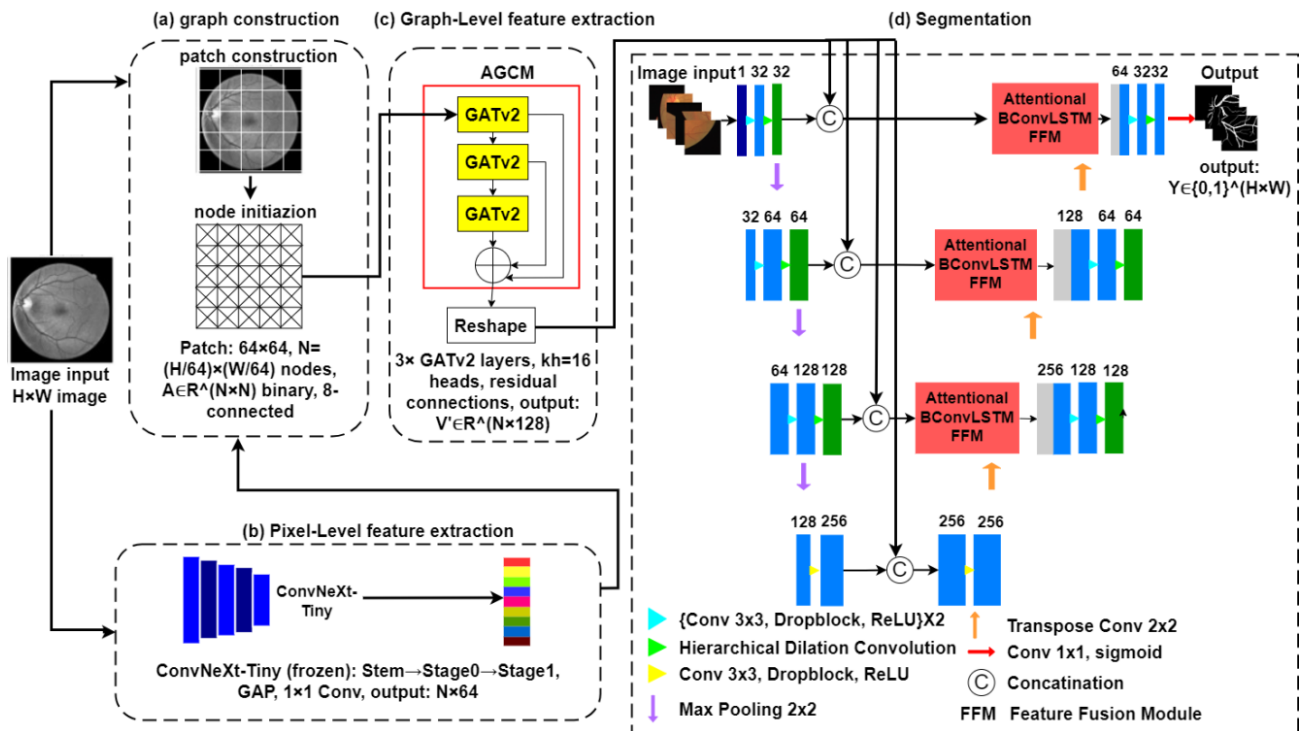 (a) graph construction
(c) Graph-Level feature extraction
(d) Segmentation
patch construction
node initiazion
Patch: 64×64, N=
(H/64)×(W/64) nodes,
A∈R^(N×N) binary, 8-
connected
Image input
H×W image
AGCM
GATv2
GATv2
GATv2
Reshape
3× GATv2 layers, kh=16
heads, residual
connections, output:
V'∈R^(N×128)
(b) Pixel-Level feature extraction
ConvNeXt-
Tiny
ConvNeXt-Tiny (frozen): Stem→Stage0→Stage1,
GAP, 1×1 Conv, output: N×64
Image input 1 32 32
C
Attentional
BConvLSTM
FFM
64 32 32
Output
output:
Y∈{0,1}^(H×W)
32 64 64
C
Attentional
BConvLSTM
FFM
128 64 64
64 128 128
C
Attentional
BConvLSTM
FFM
256 128 128
128 256
C
256 256
{Conv 3x3, Dropblock, ReLU}X2
Hierarchical Dilation Convolution
Conv 3x3, Dropblock, ReLU
Max Pooling 2x2
Transpose Conv 2x2
Conv 1x1, sigmoid
C Concatination
FFM Feature Fusion Module